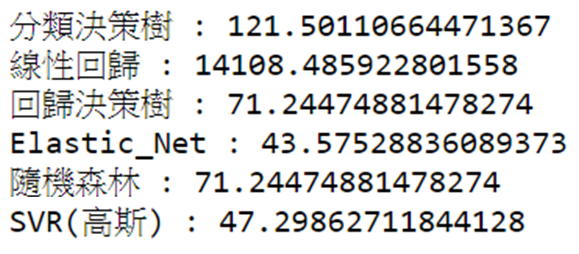 分類決策樹 : 121.50110664471367
線性回歸 : 14108.485922801558
回歸決策樹 : 71.24474881478274
Elastic_Net : 43.57528836089373
隨機森林 : 71.24474881478274
SVR(高斯) : 47.29862711844128